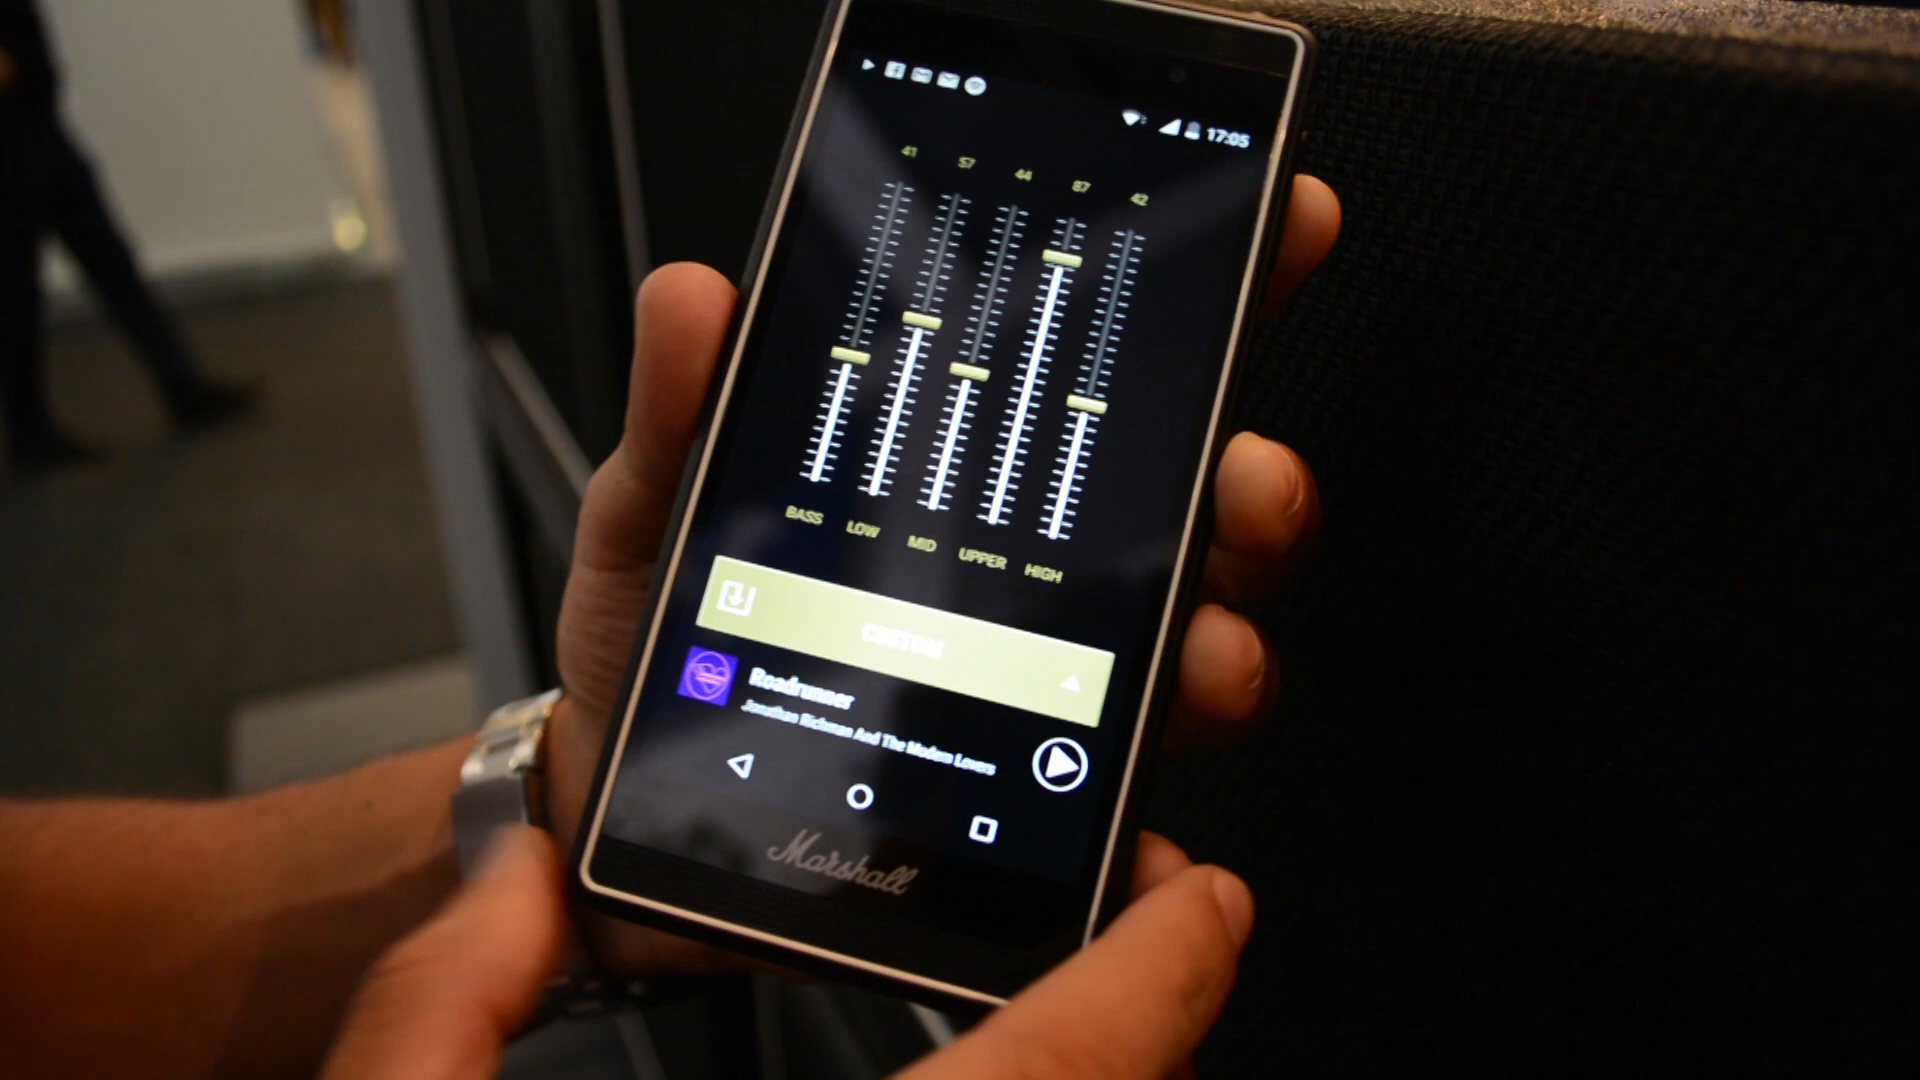 17:05
41 57 44 87 42
BASS LOW MID UPPER HIGH
CUSTOM
Roadrunner
Jonathan Richman And The Modern Lovers
Marshall